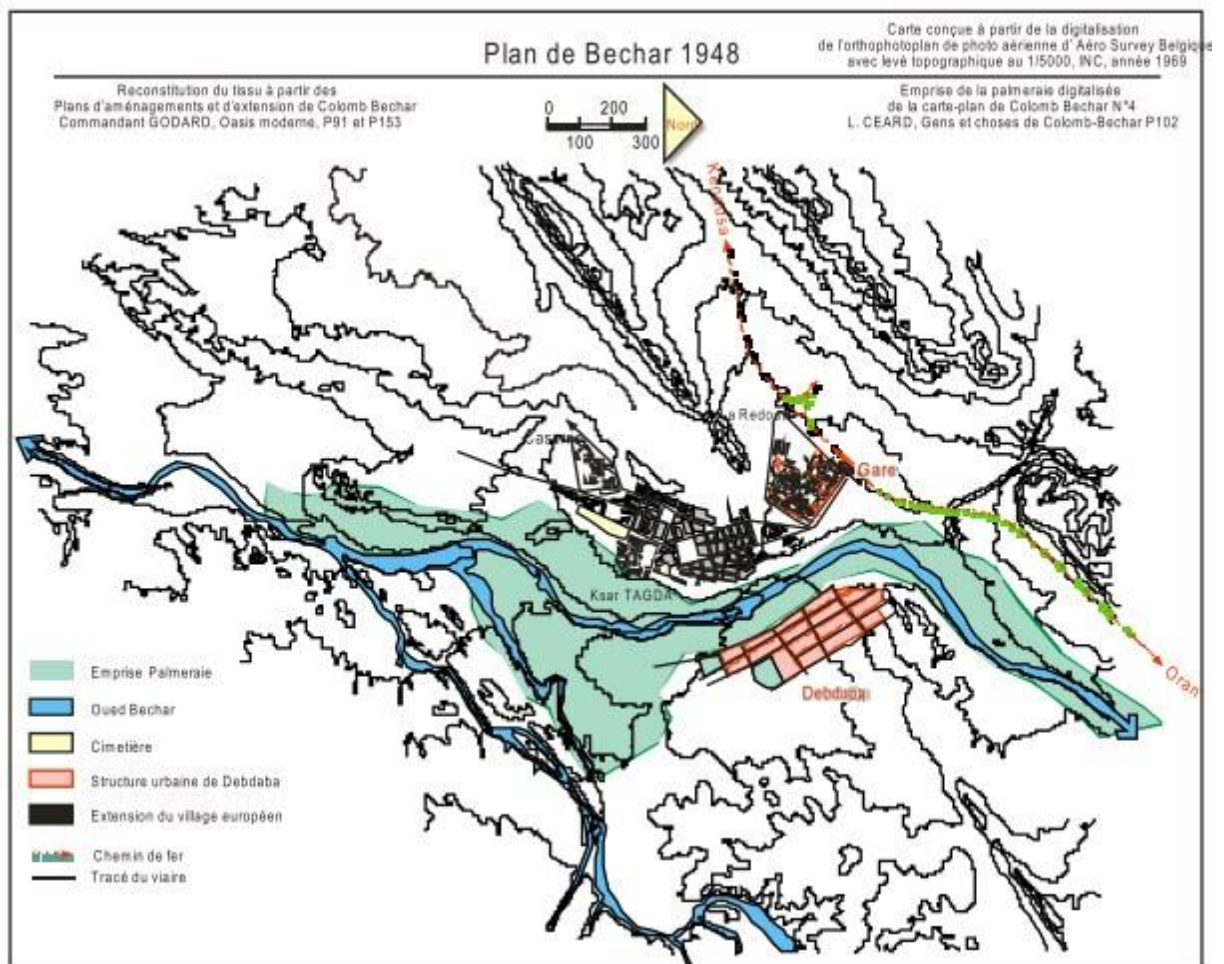 Plan de Bechar 1948
Carte conçue à partir de la digitalisation
de l'orthophotoplan de photo aérienne d' Aéro Survey Belgique
avec levé topographique au 1/5000, INC, année 1969
Reconstitution du tissu à partir des
Plans d'aménagements et d'extension de Colomb Bechar
Commandant GODARD, Oasis moderne, P91 et P153
Emprise de la palmeraie digitalisée
de la carte-plan de Colomb Bechar N°4
L. CEARD, Gens et choses de Colomb-Bechar P102
0 200
100 300
Nord
Gare
Ksar TAGDA
Debdaba
Oran
Emprise Palmeraie
Oued Bechar
Cimetière
Structure urbaine de Debdaba
Extension du village européen
Chemin de fer
Tracé du viaire